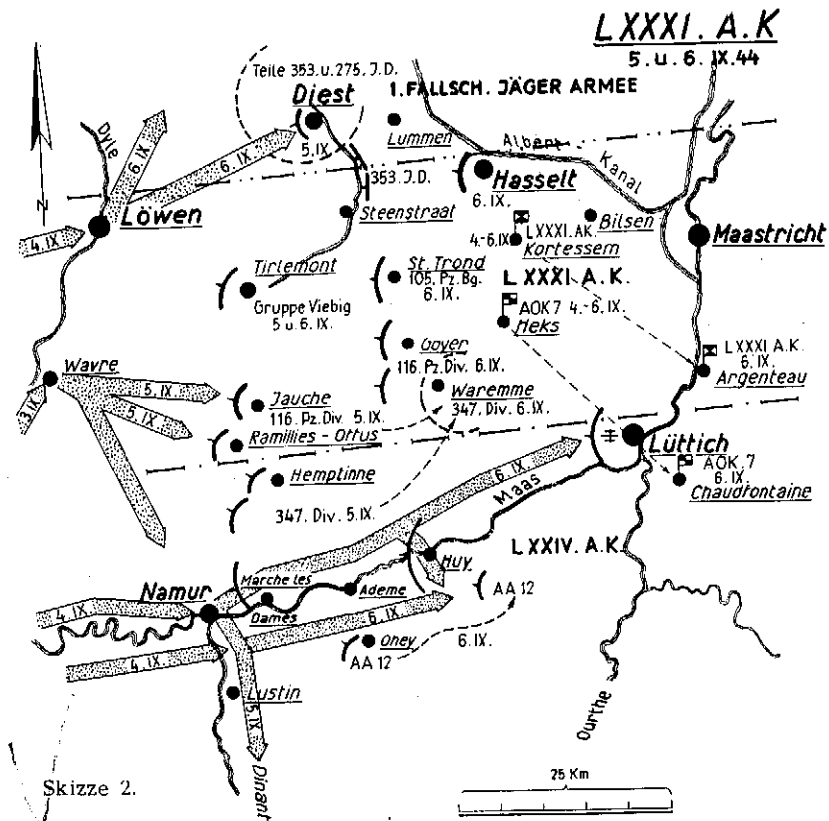 LXXXI. A.K
5. u. 6. IX.44
Teile 353. u. 275. J.D.
Diest
1. FALLSCH. JÄGER ARMEE
Lummen
Albert
Kanal
Dyle
6. IX.
6. IX.
5. IX.
353. J.D.
Hasselt
6. IX.
N
4. IX.
Löwen
Steenstraat
LXXXI. AK.
4.-6. IX
Kortessem
Bilsen
Maastricht
Tirlemont
Gruppe Viebig
5 u. 6. IX.
St. Trond
105. Pz. Bg.
6. IX.
LXXXI. A.K.
AOK 7 4.-6. IX.
Heks
Goyer
116. Pz. Div. 6. IX.
Wavre
3. IX
5. IX.
5. IX.
Jauche
116. Pz. Div. 5. IX.
Waremme
347. Div. 6. IX.
LXXXI A.K.
6. IX.
Argenteau
Ramillies - Offus
Lüttich
AOK 7
6. IX.
Chaudfontaine
Hemptinne
347. Div. 5. IX.
6. IX.
Maas
Huy
LXXIV. A.K.
Namur
4. IX.
Marche les
Dames
Ademe
AA 12
6. IX.
4. IX.
Ohey
AA 12
6. IX.
Lustin
5. IX
Dinant
Ourthe
Skizze 2.
25 Km